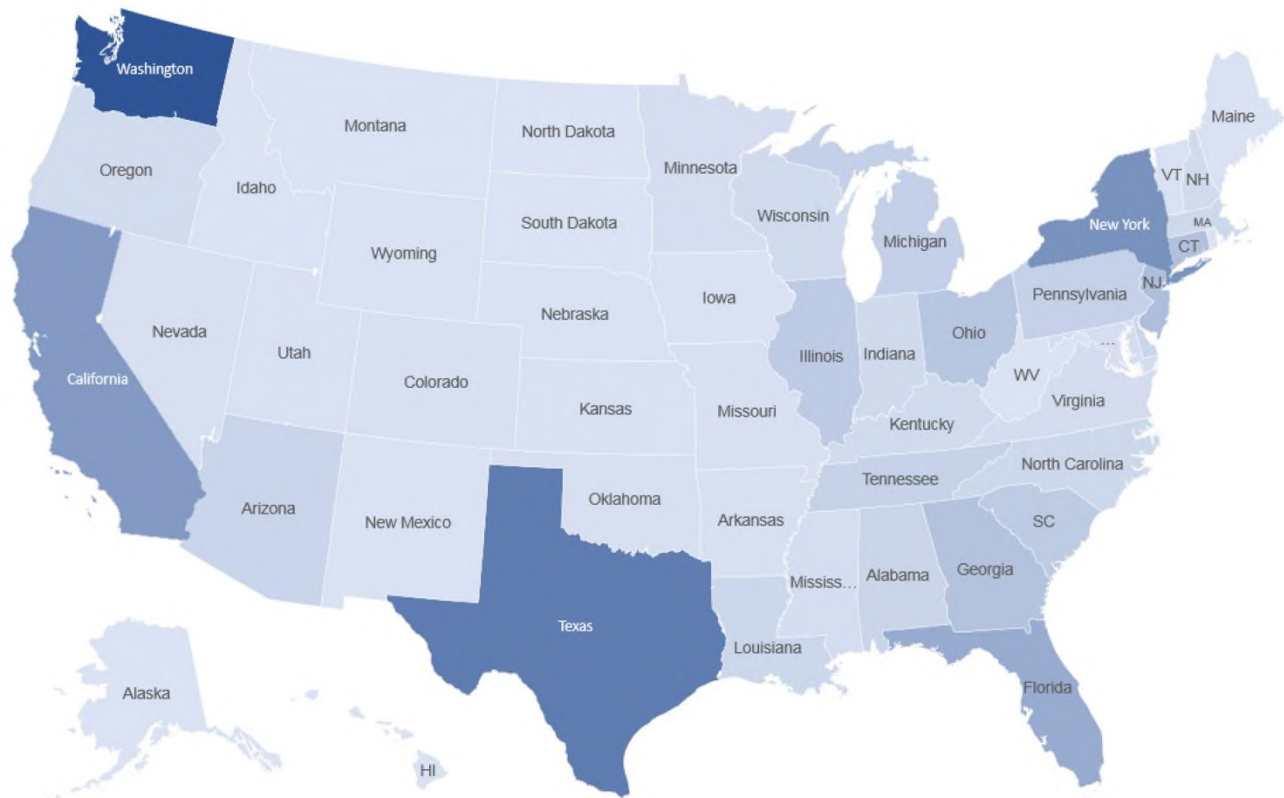 Washington
Montana
North Dakota
Minnesota
Maine
Oregon
Idaho
VT
NH
South Dakota
Wisconsin
Michigan
New York
MA
CT
Wyoming
Iowa
Pennsylvania
NJ
Nebraska
Nevada
Utah
Illinois
Indiana
Ohio
...
California
Colorado
WV
Kansas
Missouri
Virginia
Kentucky
North Carolina
Tennessee
Arizona
New Mexico
Oklahoma
Arkansas
SC
Mississ...
Alabama
Georgia
Texas
Louisiana
Florida
Alaska
HI